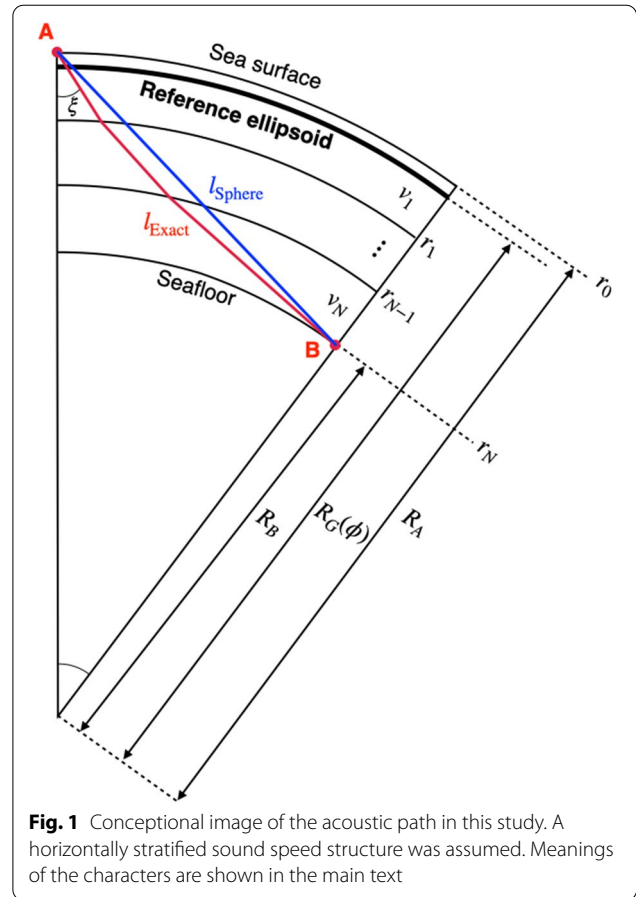 A
Sea surface
Reference ellipsoid
ξ
l_Sphere
ν_1
l_Exact
r_1
⋮
r_0
Seafloor
ν_N
r_{N−1}
B
r_N
R_B
R_G(ϕ)
R_A
Fig. 1 Conceptional image of the acoustic path in this study. A
horizontally stratified sound speed structure was assumed. Meanings
of the characters are shown in the main text